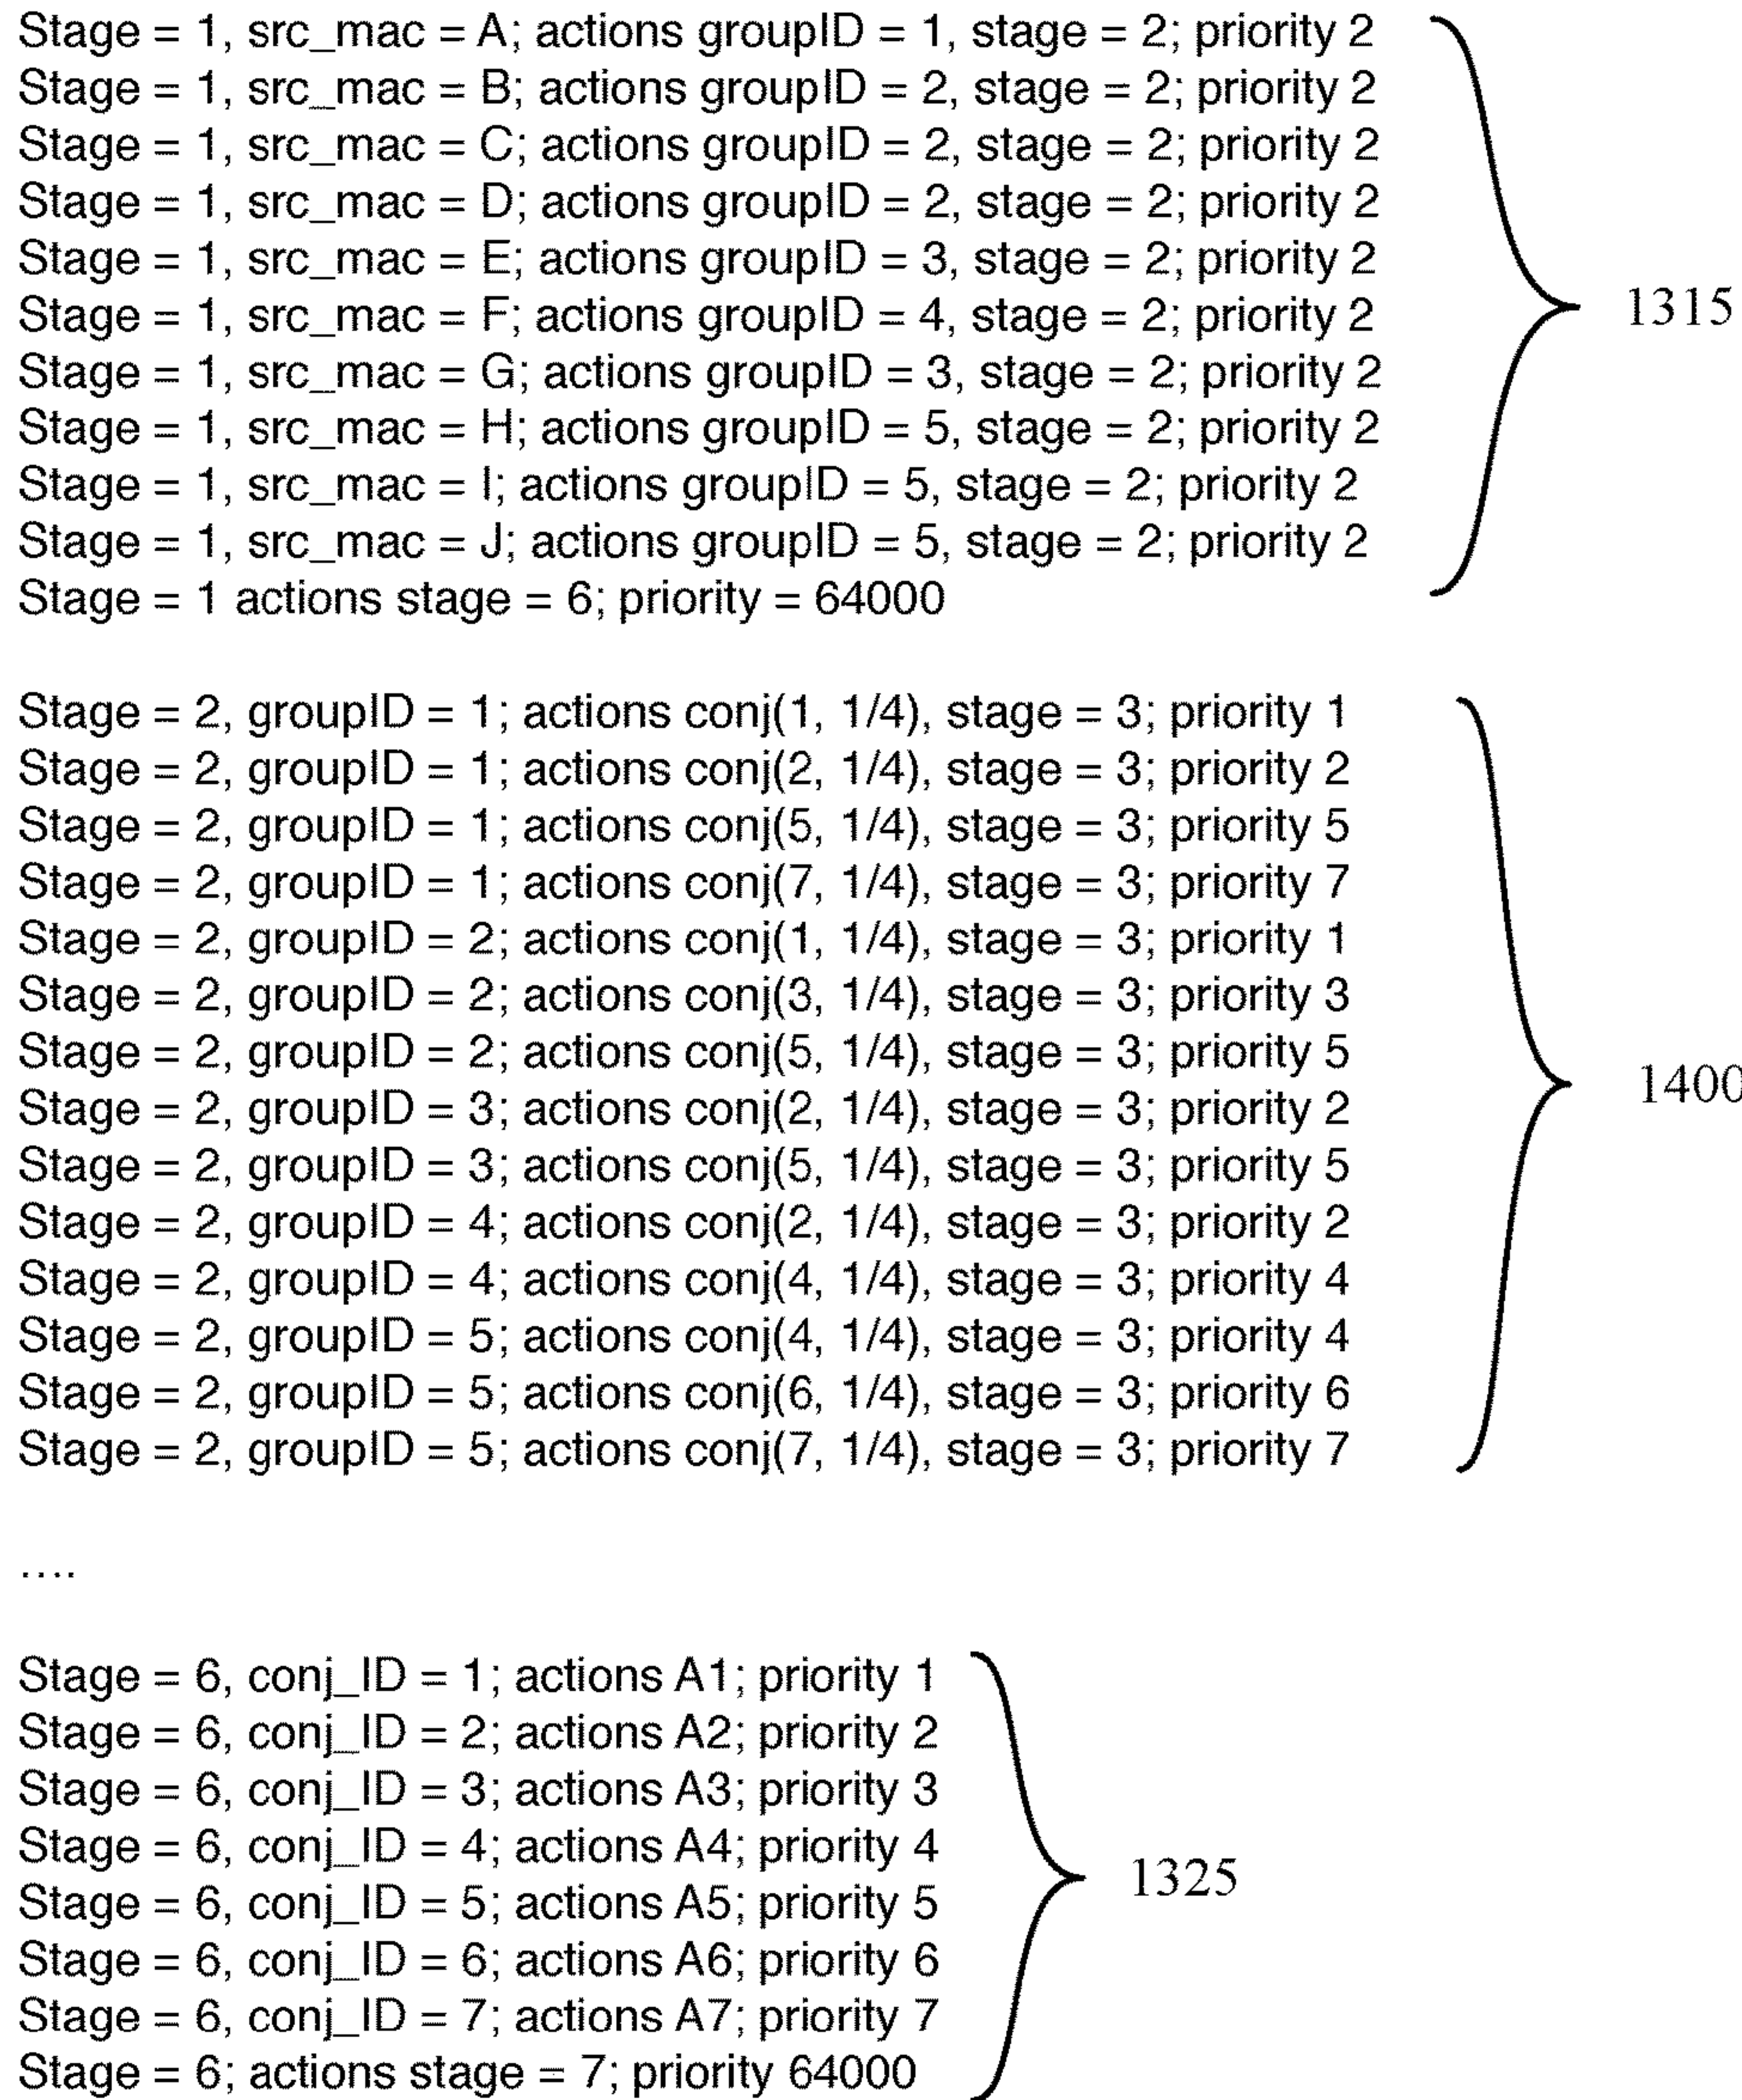 Stage = 1, src_mac = A; actions groupID = 1, stage = 2; priority 2
Stage = 1, src_mac = B; actions groupID = 2, stage = 2; priority 2
Stage = 1, src_mac = C; actions groupID = 2, stage = 2; priority 2
Stage = 1, src_mac = D; actions groupID = 2, stage = 2; priority 2
Stage = 1, src_mac = E; actions groupID = 3, stage = 2; priority 2
Stage = 1, src_mac = F; actions groupID = 4, stage = 2; priority 2
Stage = 1, src_mac = G; actions groupID = 3, stage = 2; priority 2
Stage = 1, src_mac = H; actions groupID = 5, stage = 2; priority 2
Stage = 1, src_mac = I; actions groupID = 5, stage = 2; priority 2
Stage = 1, src_mac = J; actions groupID = 5, stage = 2; priority 2
Stage = 1 actions stage = 6; priority = 64000
1315
Stage = 2, groupID = 1; actions conj(1, 1/4), stage = 3; priority 1
Stage = 2, groupID = 1; actions conj(2, 1/4), stage = 3; priority 2
Stage = 2, groupID = 1; actions conj(5, 1/4), stage = 3; priority 5
Stage = 2, groupID = 1; actions conj(7, 1/4), stage = 3; priority 7
Stage = 2, groupID = 2; actions conj(1, 1/4), stage = 3; priority 1
Stage = 2, groupID = 2; actions conj(3, 1/4), stage = 3; priority 3
Stage = 2, groupID = 2; actions conj(5, 1/4), stage = 3; priority 5
Stage = 2, groupID = 3; actions conj(2, 1/4), stage = 3; priority 2
Stage = 2, groupID = 3; actions conj(5, 1/4), stage = 3; priority 5
Stage = 2, groupID = 4; actions conj(2, 1/4), stage = 3; priority 2
Stage = 2, groupID = 4; actions conj(4, 1/4), stage = 3; priority 4
Stage = 2, groupID = 5; actions conj(4, 1/4), stage = 3; priority 4
Stage = 2, groupID = 5; actions conj(6, 1/4), stage = 3; priority 6
Stage = 2, groupID = 5; actions conj(7, 1/4), stage = 3; priority 7
1400
....
Stage = 6, conj_ID = 1; actions A1; priority 1
Stage = 6, conj_ID = 2; actions A2; priority 2
Stage = 6, conj_ID = 3; actions A3; priority 3
Stage = 6, conj_ID = 4; actions A4; priority 4
Stage = 6, conj_ID = 5; actions A5; priority 5
Stage = 6, conj_ID = 6; actions A6; priority 6
Stage = 6, conj_ID = 7; actions A7; priority 7
Stage = 6; actions stage = 7; priority 64000
1325